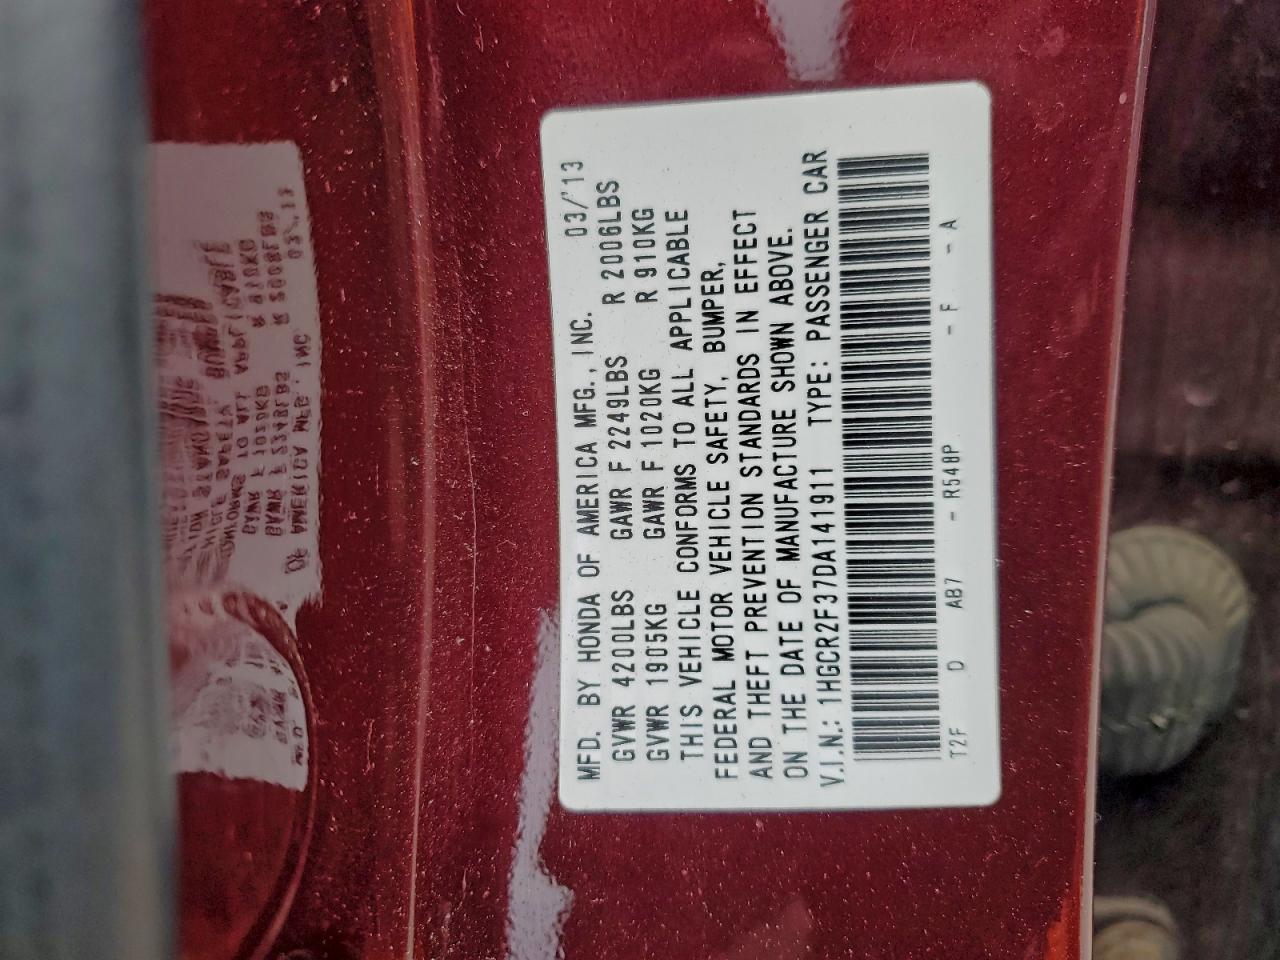 MFD. BY HONDA OF AMERICA MFG., INC. 03/'13
GVWR 4200LBS GAWR F 2249LBS R 2006LBS
GVWR 1905KG GAWR F 1020KG R 910KG
THIS VEHICLE CONFORMS TO ALL APPLICABLE
FEDERAL MOTOR VEHICLE SAFETY, BUMPER,
AND THEFT PREVENTION STANDARDS IN EFFECT
ON THE DATE OF MANUFACTURE SHOWN ABOVE.
V.I.N.: 1HGCR2F37DA141911 TYPE: PASSENGER CAR
T2F D AB7 - R548P - F - A